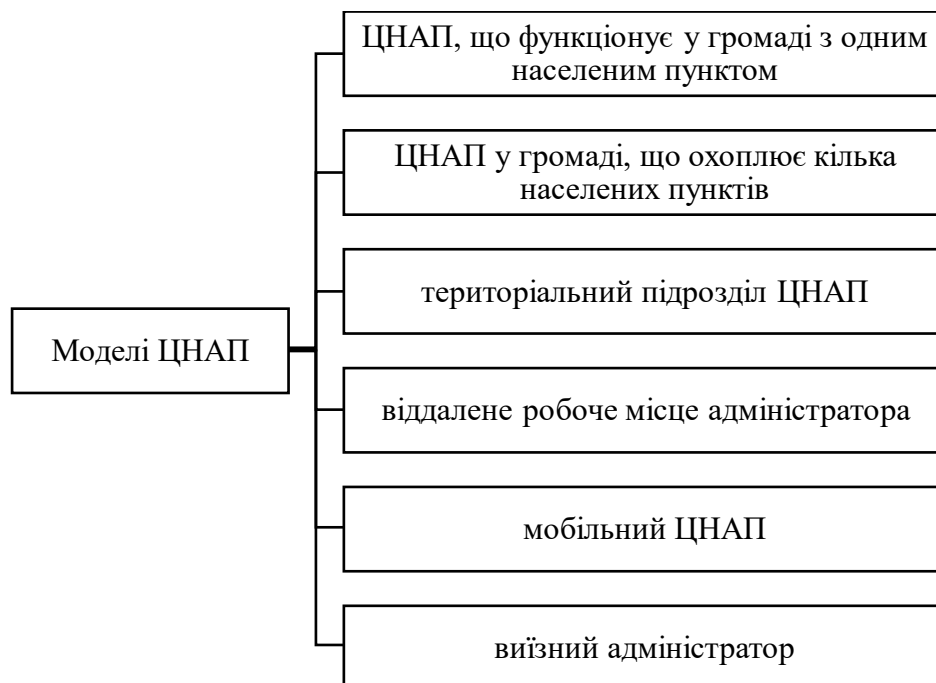 ЦНАП, що функціонує у громаді з одним
населеним пунктом
ЦНАП у громаді, що охоплює кілька
населених пунктів
територіальний підрозділ ЦНАП
Моделі ЦНАП
віддалене робоче місце адміністратора
мобільний ЦНАП
виїзний адміністратор